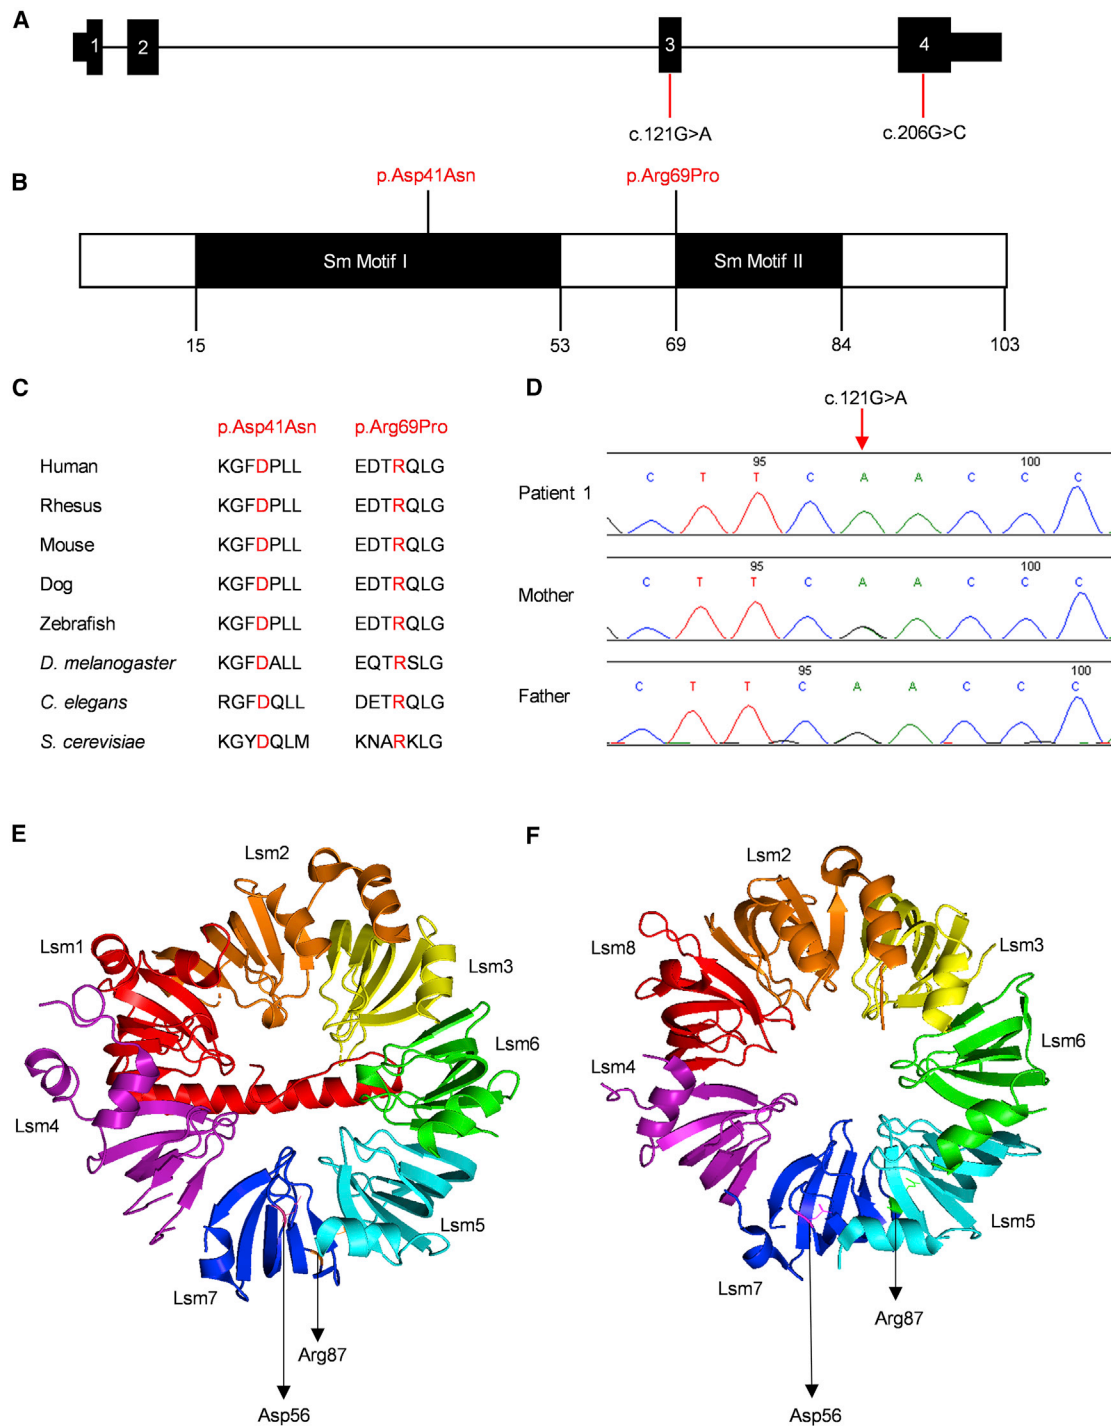 A
1 2 3 4
c.121G>A c.206G>C
B
p.Asp41Asn p.Arg69Pro
Sm Motif I Sm Motif II
15 53 69 84 103
C
p.Asp41Asn p.Arg69Pro
Human KGFDPLL EDTRQLG
Rhesus KGFDPLL EDTRQLG
Mouse KGFDPLL EDTRQLG
Dog KGFDPLL EDTRQLG
Zebrafish KGFDPLL EDTRQLG
D. melanogaster KGFDALL EQTRSLG
C. elegans RGFDQLL DETRKLG
S. cerevisiae KGYDQLM KNARKLG
D
c.121G>A
95 100
Patient 1 C T T C A A C C C
95 100
Mother C T T C A A C C C
95 100
Father C T T C A A C C C
E
Lsm2
Lsm1
Lsm3
Lsm6
Lsm4
Lsm5
Lsm7
Arg87
Asp56
F
Lsm2
Lsm8
Lsm3
Lsm6
Lsm4
Lsm5
Lsm7
Arg87
Asp56